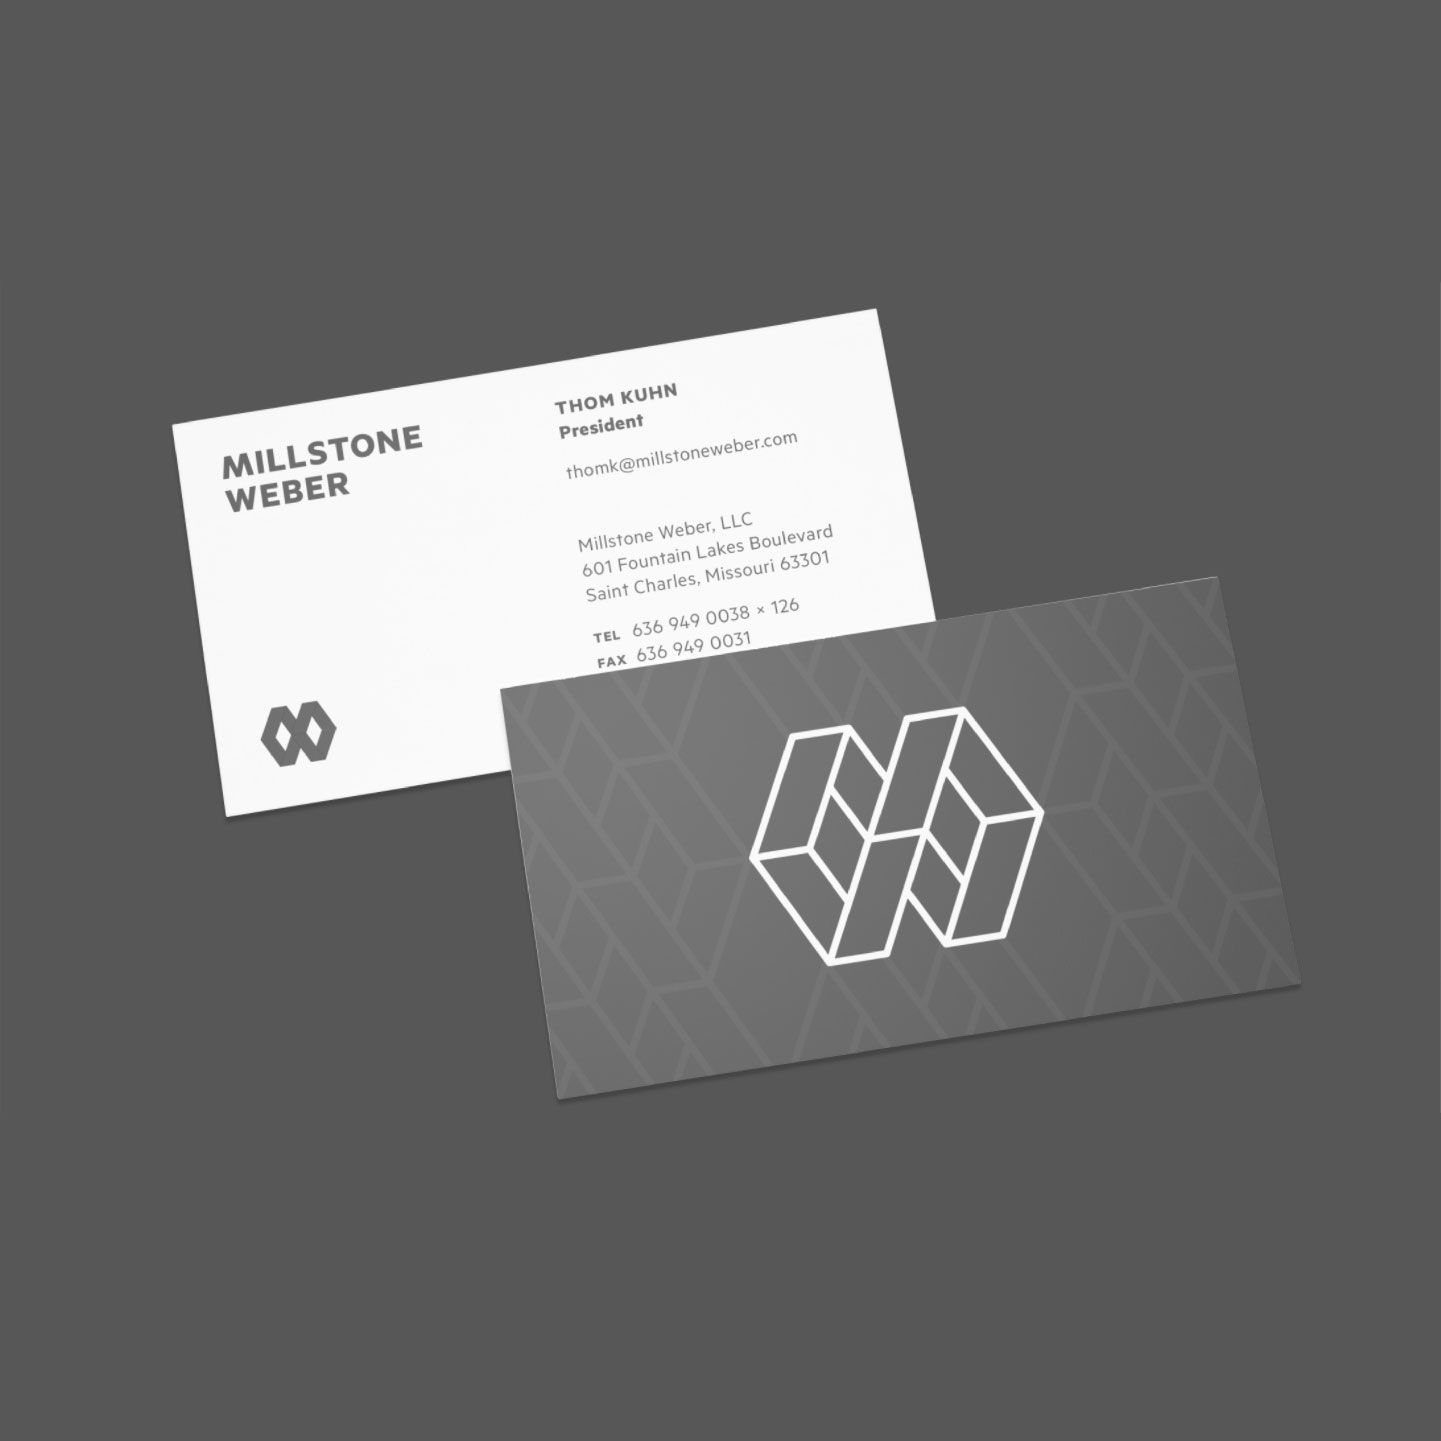 MILLSTONE
WEBER
THOM KUHN
President
thomk@millstoneweber.com
Millstone Weber, LLC
601 Fountain Lakes Boulevard
Saint Charles, Missouri 63301
TEL 636 949 0038 × 126
FAX 636 949 0031